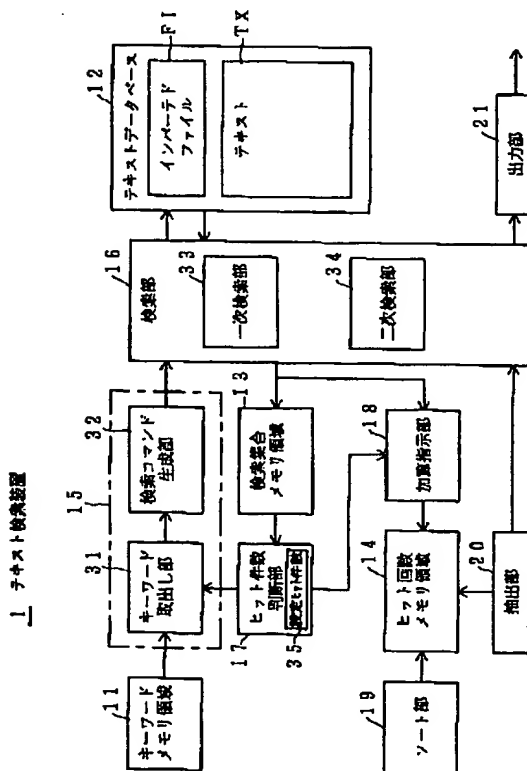 1 テキスト検索装置
11
キーワード
メモリ領域
15
31
キーワード
取出し部
32
検索コマンド
生成部
16
検索部
33
一次検索部
34
二次検索部
12
テキストデータベース
FI
インバーテド
ファイル
TX
テキスト
17
ヒット件数
判断部
設定ヒット件数
35
13
検索集合
メモリ領域
19
ソート部
14
ヒット回数
メモリ領域
18
加算指示部
20
抽出部
21
出力部